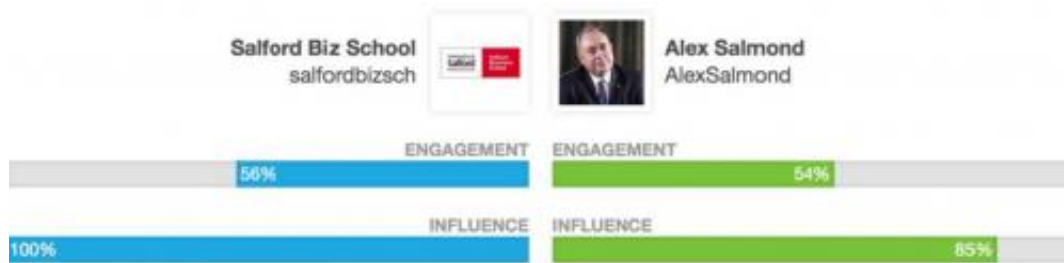 Salford Biz School
salfordbizsch
Alex Salmond
AlexSalmond
ENGAGEMENT
56%
ENGAGEMENT
54%
INFLUENCE
100%
INFLUENCE
85%